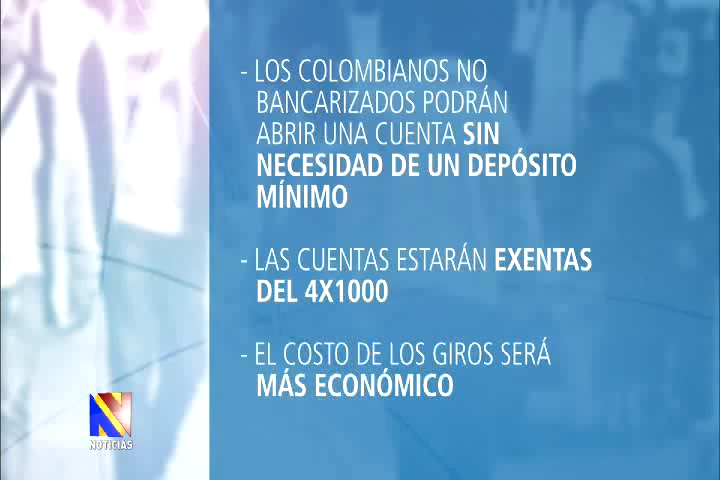 - LOS COLOMBIANOS NO
BANCARIZADOS PODRÁN
ABRIR UNA CUENTA SIN
NECESIDAD DE UN DEPÓSITO
MÍNIMO
- LAS CUENTAS ESTARÁN EXENTAS
DEL 4X1000
- EL COSTO DE LOS GIROS SERÁ
MÁS ECONÓMICO
N
NOTICIAS